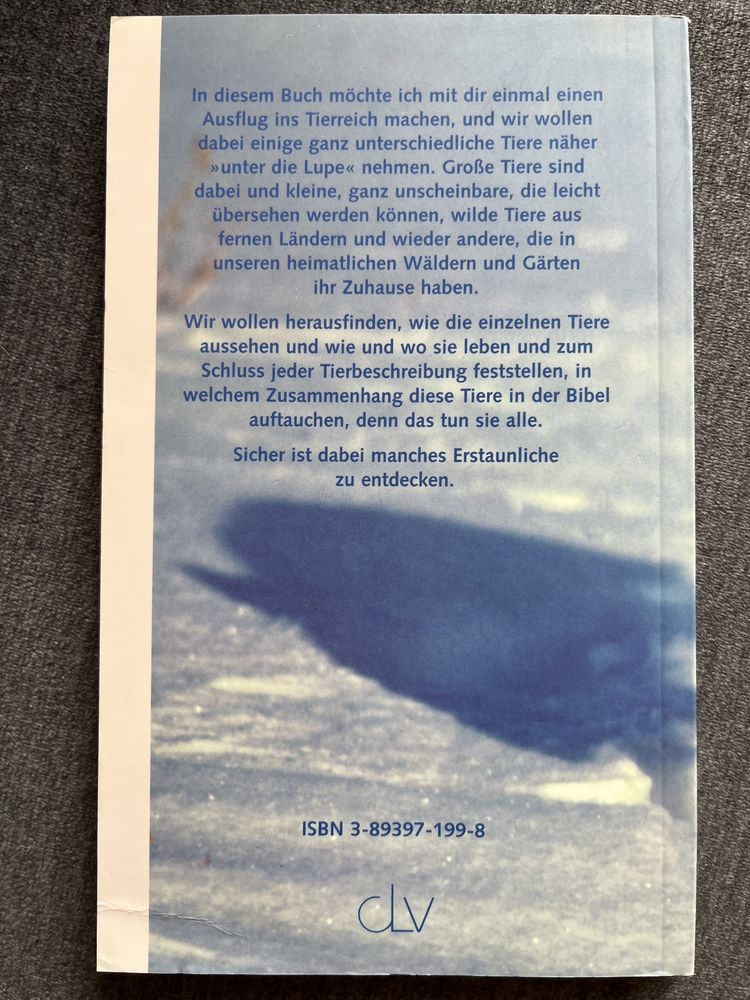 In diesem Buch möchte ich mit dir einmal einen
Ausflug ins Tierreich machen, und wir wollen
dabei einige ganz unterschiedliche Tiere näher
»unter die Lupe« nehmen. Große Tiere sind
dabei und kleine, ganz unscheinbare, die leicht
übersehen werden können, wilde Tiere aus
fernen Ländern und wieder andere, die in
unseren heimatlichen Wäldern und Gärten
ihr Zuhause haben.
Wir wollen herausfinden, wie die einzelnen Tiere
aussehen und wie und wo sie leben und zum
Schluss jeder Tierbeschreibung feststellen, in
welchem Zusammenhang diese Tiere in der Bibel
auftauchen, denn das tun sie alle.
Sicher ist dabei manches Erstaunliche
zu entdecken.
ISBN 3-89397-199-8
CLV